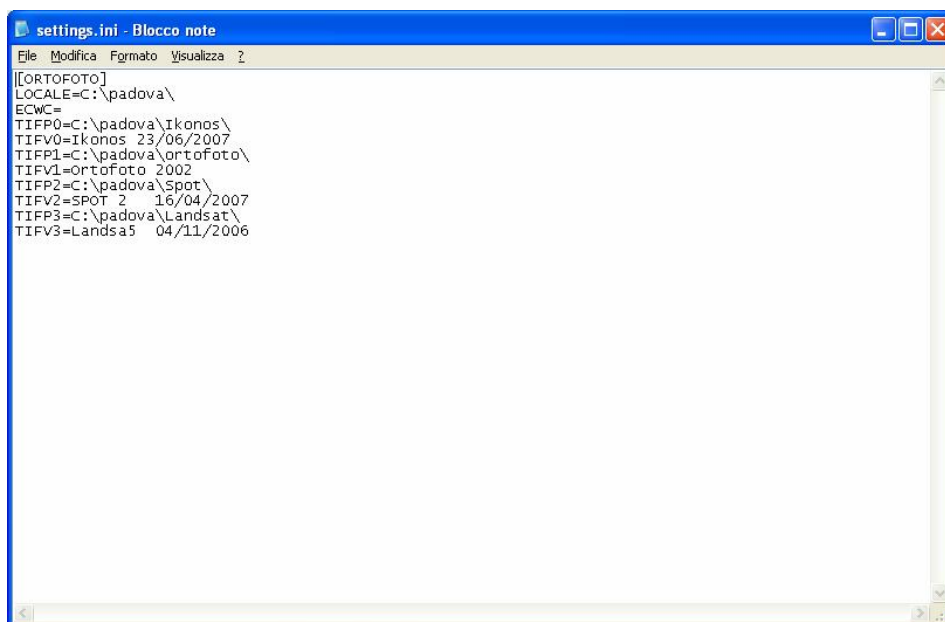 settings.ini - Blocco note
File Modifica Formato Visualizza ?
[ORTOFOTO]
LOCALE=C:\padova\
ECWC=
TIFP0=C:\padova\Ikonos\
TIFV0=Ikonos 23/06/2007
TIFP1=C:\padova\ortofoto\
TIFV1=Ortofoto 2002
TIFP2=C:\padova\Spot\
TIFV2=SPOT 2   16/04/2007
TIFP3=C:\padova\Landsat\
TIFV3=Landsa5  04/11/2006